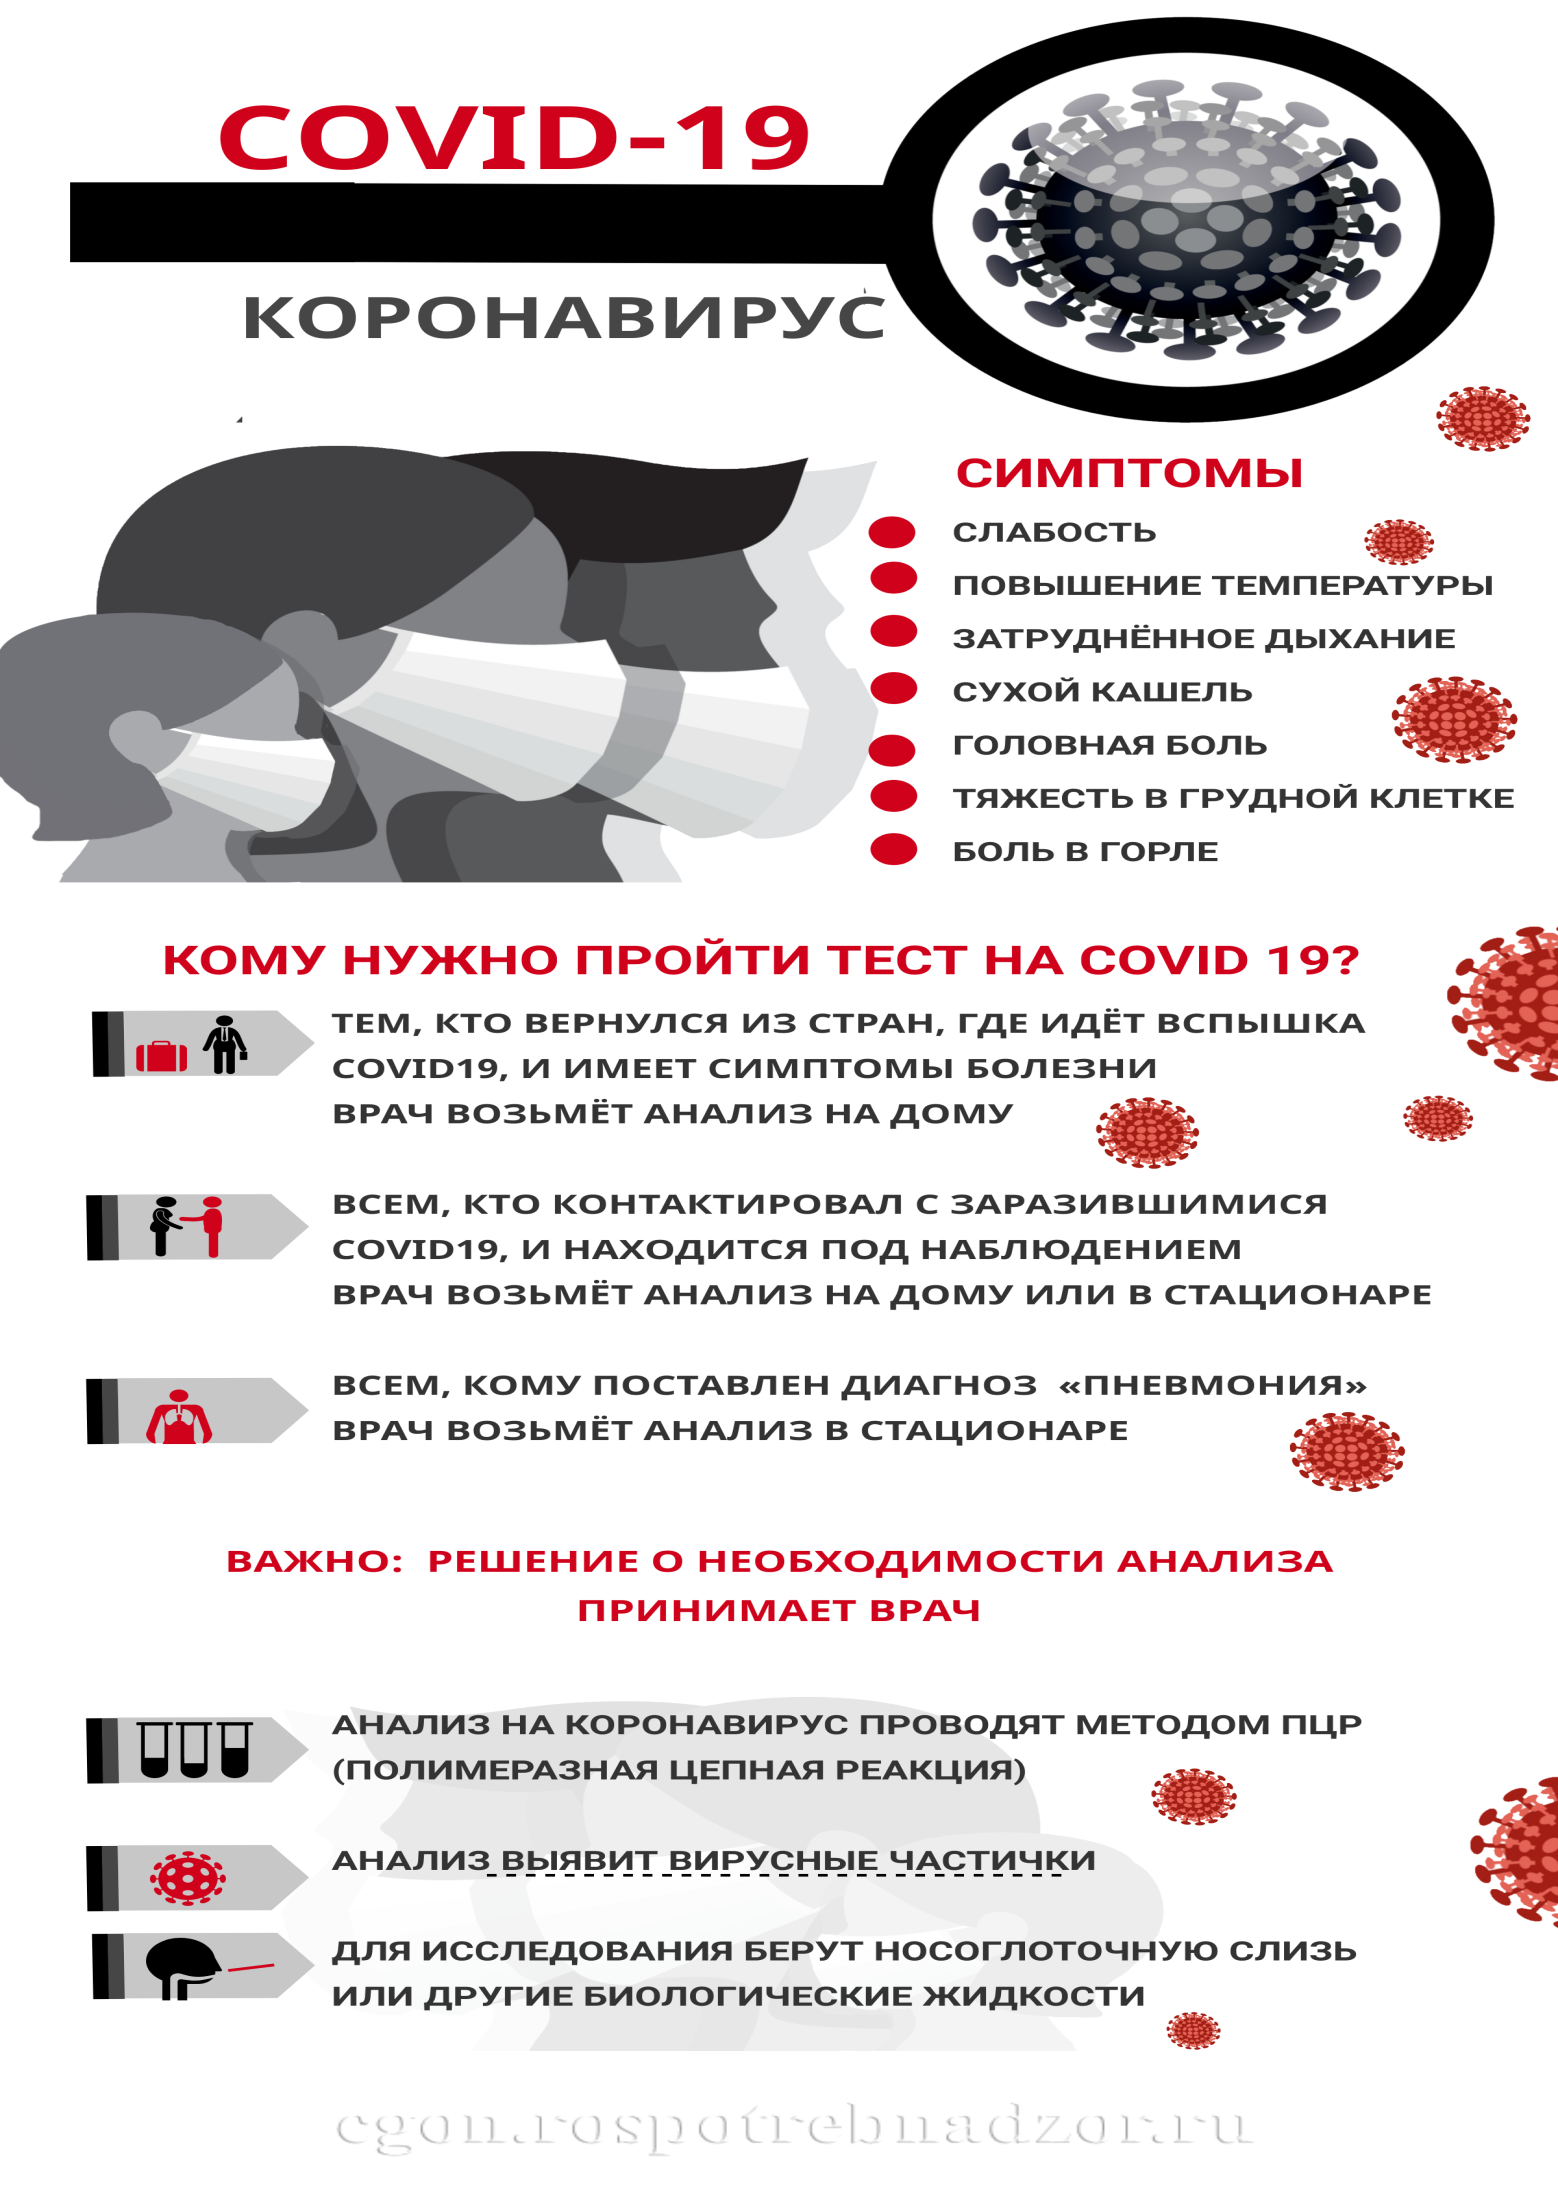 COVID-19
КОРОНАВИРУС
СИМПТОМЫ
СЛАБОСТЬ
ПОВЫШЕНИЕ ТЕМПЕРАТУРЫ
ЗАТРУДНЁННОЕ ДЫХАНИЕ
СУХОЙ КАШЕЛЬ
ГОЛОВНАЯ БОЛЬ
ТЯЖЕСТЬ В ГРУДНОЙ КЛЕТКЕ
БОЛЬ В ГОРЛЕ
КОМУ НУЖНО ПРОЙТИ ТЕСТ НА COVID 19?
ТЕМ, КТО ВЕРНУЛСЯ ИЗ СТРАН, ГДЕ ИДЁТ ВСПЫШКА
COVID19, И ИМЕЕТ СИМПТОМЫ БОЛЕЗНИ
ВРАЧ ВОЗЬМЁТ АНАЛИЗ НА ДОМУ
ВСЕМ, КТО КОНТАКТИРОВАЛ С ЗАРАЗИВШИМИСЯ
COVID19, И НАХОДИТСЯ ПОД НАБЛЮДЕНИЕМ
ВРАЧ ВОЗЬМЁТ АНАЛИЗ НА ДОМУ ИЛИ В СТАЦИОНАРЕ
ВСЕМ, КОМУ ПОСТАВЛЕН ДИАГНОЗ «ПНЕВМОНИЯ»
ВРАЧ ВОЗЬМЁТ АНАЛИЗ В СТАЦИОНАРЕ
ВАЖНО: РЕШЕНИЕ О НЕОБХОДИМОСТИ АНАЛИЗА
ПРИНИМАЕТ ВРАЧ
АНАЛИЗ НА КОРОНАВИРУС ПРОВОДЯТ МЕТОДОМ ПЦР
(ПОЛИМЕРАЗНАЯ ЦЕПНАЯ РЕАКЦИЯ)
АНАЛИЗ ВЫЯВИТ ВИРУСНЫЕ ЧАСТИЧКИ
ДЛЯ ИССЛЕДОВАНИЯ БЕРУТ НОСОГЛОТОЧНУЮ СЛИЗЬ
ИЛИ ДРУГИЕ БИОЛОГИЧЕСКИЕ ЖИДКОСТИ
cgon.rospotrebnadzor.ru